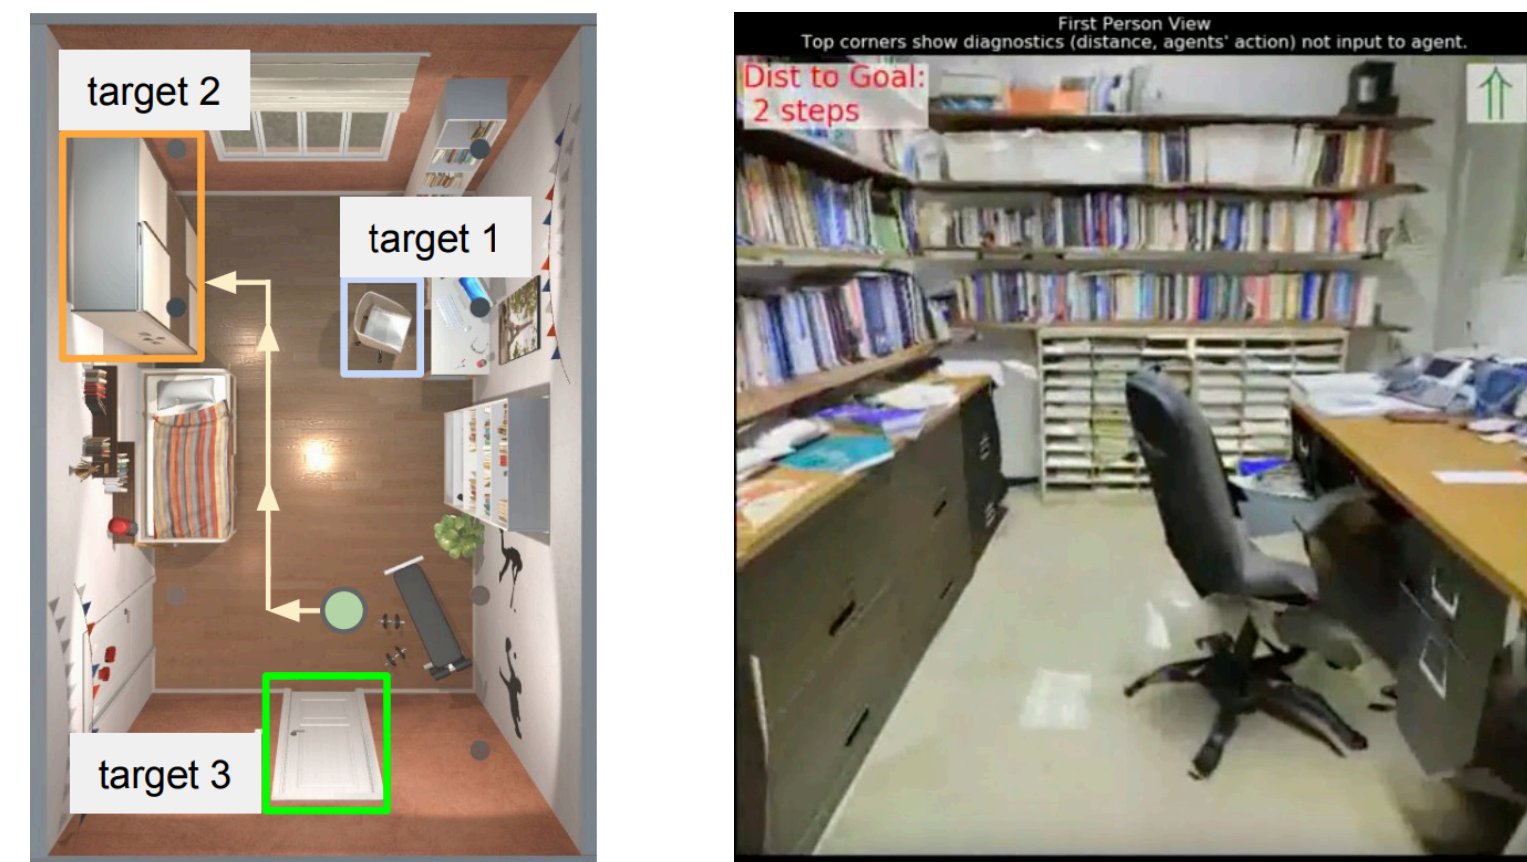 target 2
target 1
target 3
First Person View
Top corners show diagnostics (distance, agents' action) not input to agent.
Dist to Goal:
2 steps